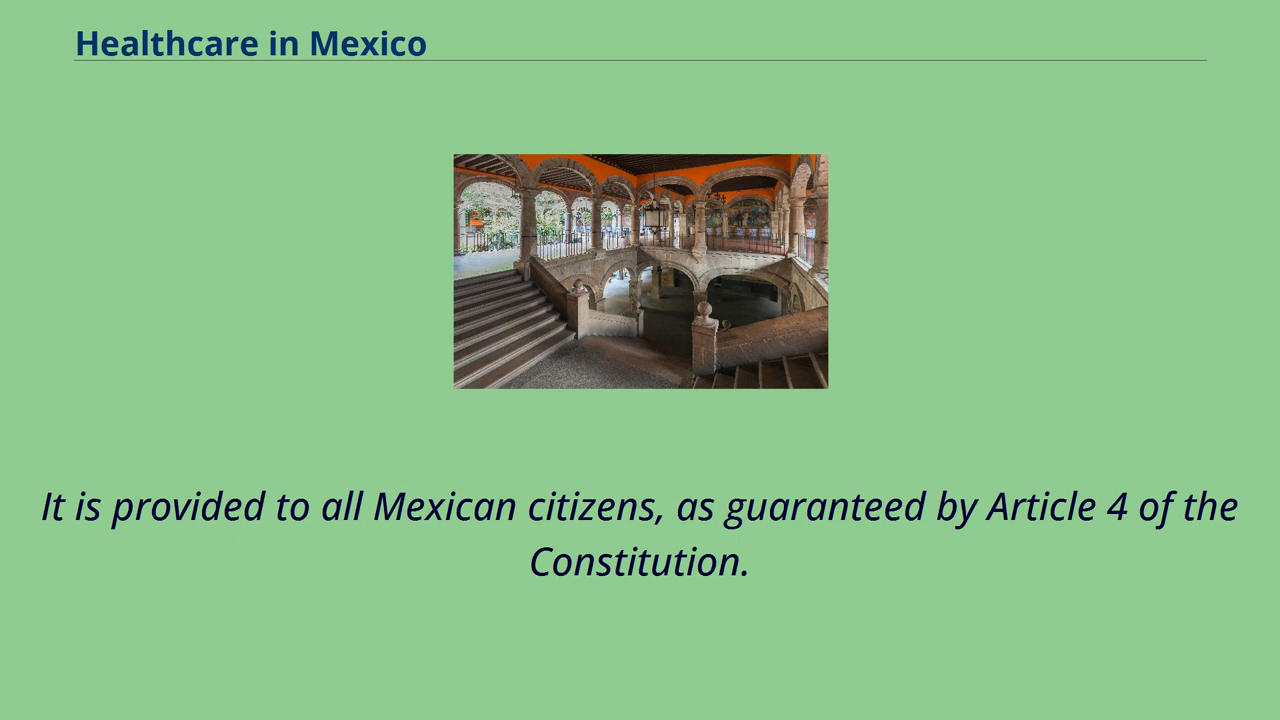 Healthcare in Mexico
It is provided to all Mexican citizens, as guaranteed by Article 4 of the
Constitution.